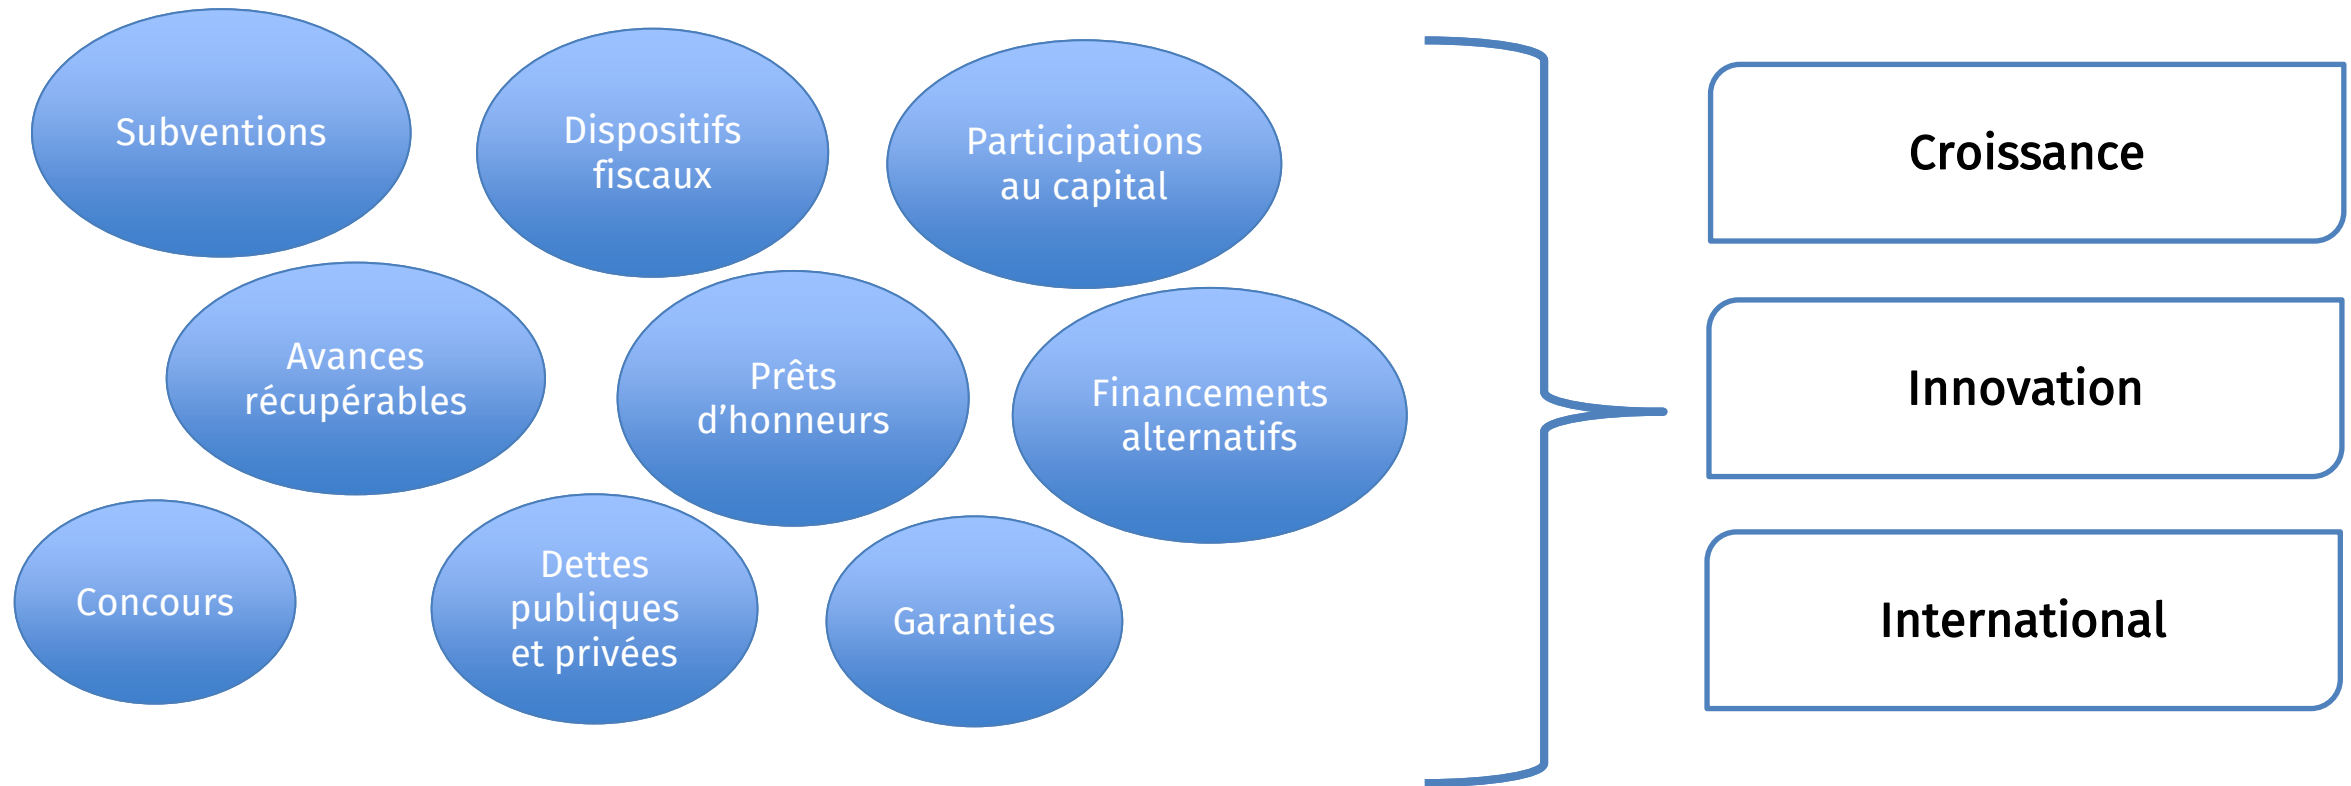 Subventions
Dispositifs
fiscaux
Participations
au capital
Avances
récupérables
Prêts
d’honneurs
Financements
alternatifs
Concours
Dettes
publiques
et privées
Garanties
Croissance
Innovation
International